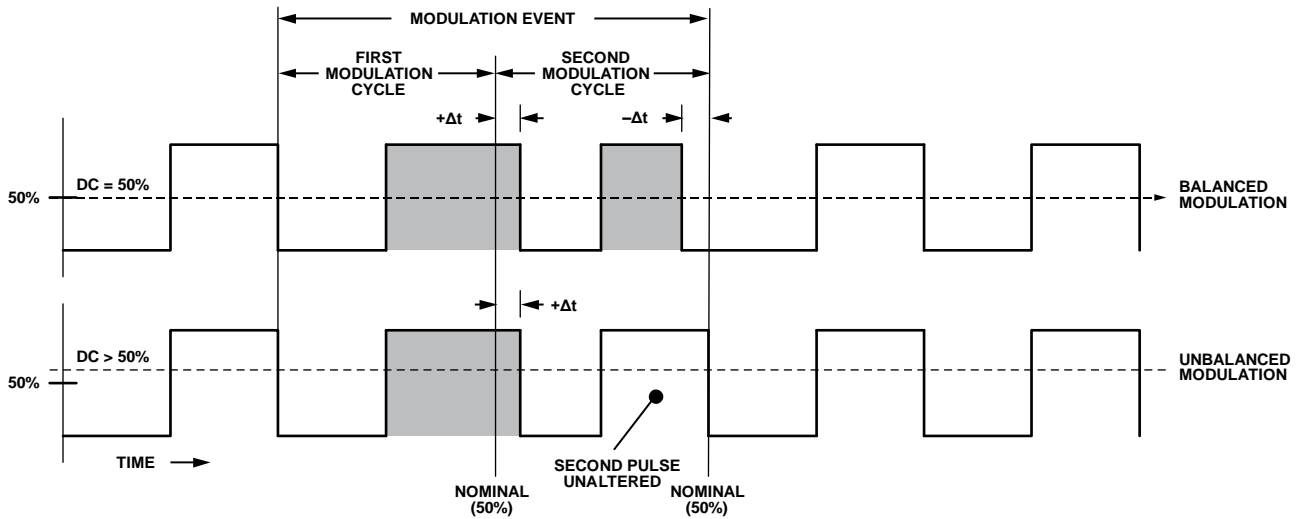 MODULATION EVENT
FIRST
MODULATION
CYCLE
SECOND
MODULATION
CYCLE
+Δt
–Δt
DC = 50%
50%
BALANCED
MODULATION
+Δt
DC > 50%
50%
UNBALANCED
MODULATION
TIME
SECOND PULSE
UNALTERED
NOMINAL
(50%)
NOMINAL
(50%)